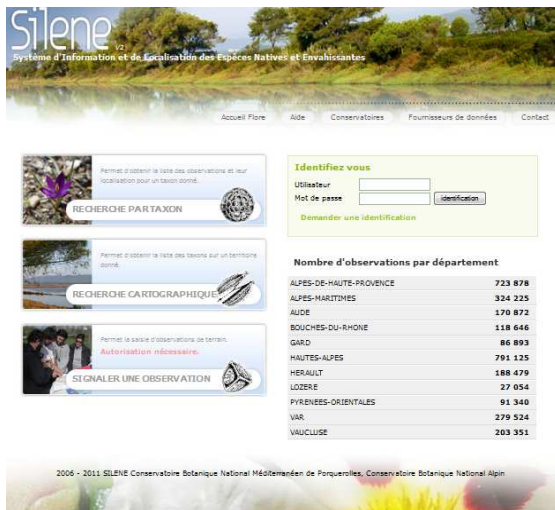 Silene V2
Système d'Information et de Localisation des Espèces Natives et Envahissantes
Accueil Flore Aide Conservatoires Fournisseurs de données Contact
Permet d'obtenir la liste des observations et leur
localisation pour un taxon donné.
RECHERCHE PAR TAXON
Permet d'obtenir la liste des taxons sur un territoire
donné.
RECHERCHE CARTOGRAPHIQUE
Permet la saisie d'observations de terrain.
Autorisation nécessaire.
SIGNALER UNE OBSERVATION
Identifiez vous
Utilisateur
Mot de passe identification
Demander une identification
Nombre d'observations par département
ALPES-DE-HAUTE-PROVENCE 723 878
ALPES-MARITIMES 324 225
AUDE 170 872
BOUCHES-DU-RHONE 118 646
GARD 86 893
HAUTES-ALPES 791 125
HERAULT 188 479
LOZERE 27 054
PYRENEES-ORIENTALES 91 340
VAR 279 524
VAUCLUSE 203 351
2006 - 2011 SILENE Conservatoire Botanique National Méditerranéen de Porquerolles, Conservatoire Botanique National Alpin